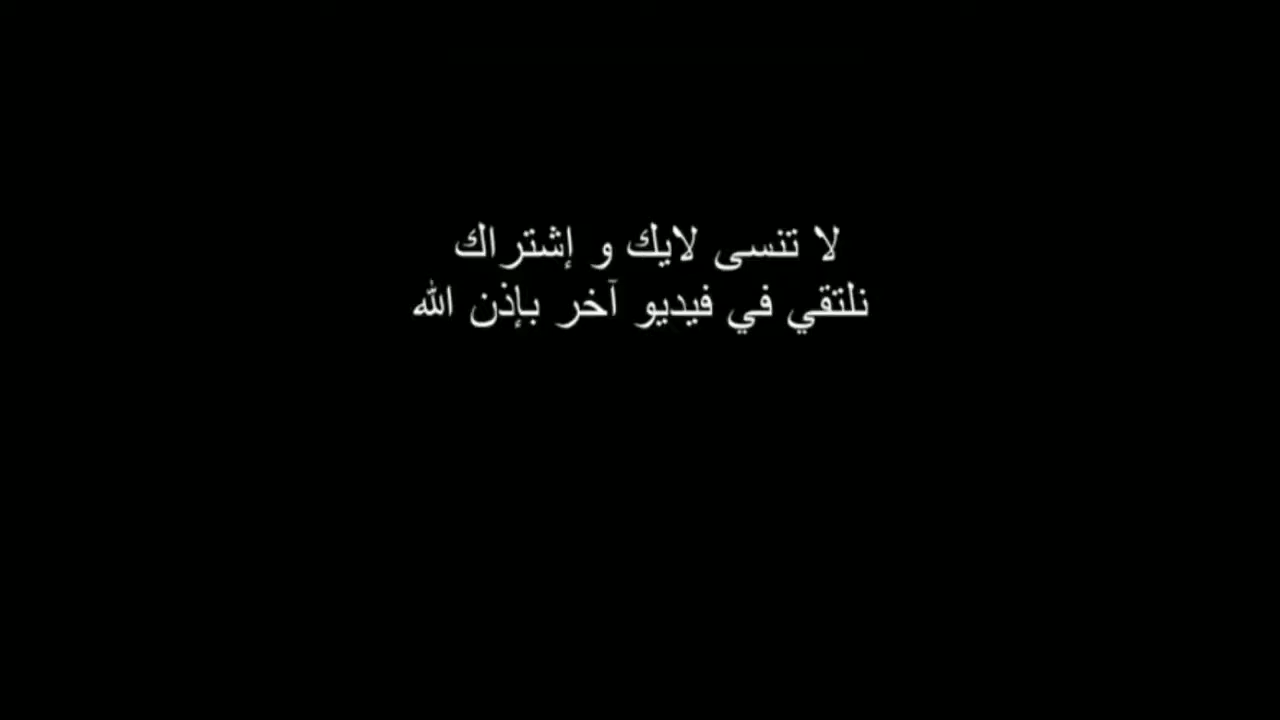 لا تنسى لايك و إشتراك
نلتقي في فيديو آخر بإذن الله